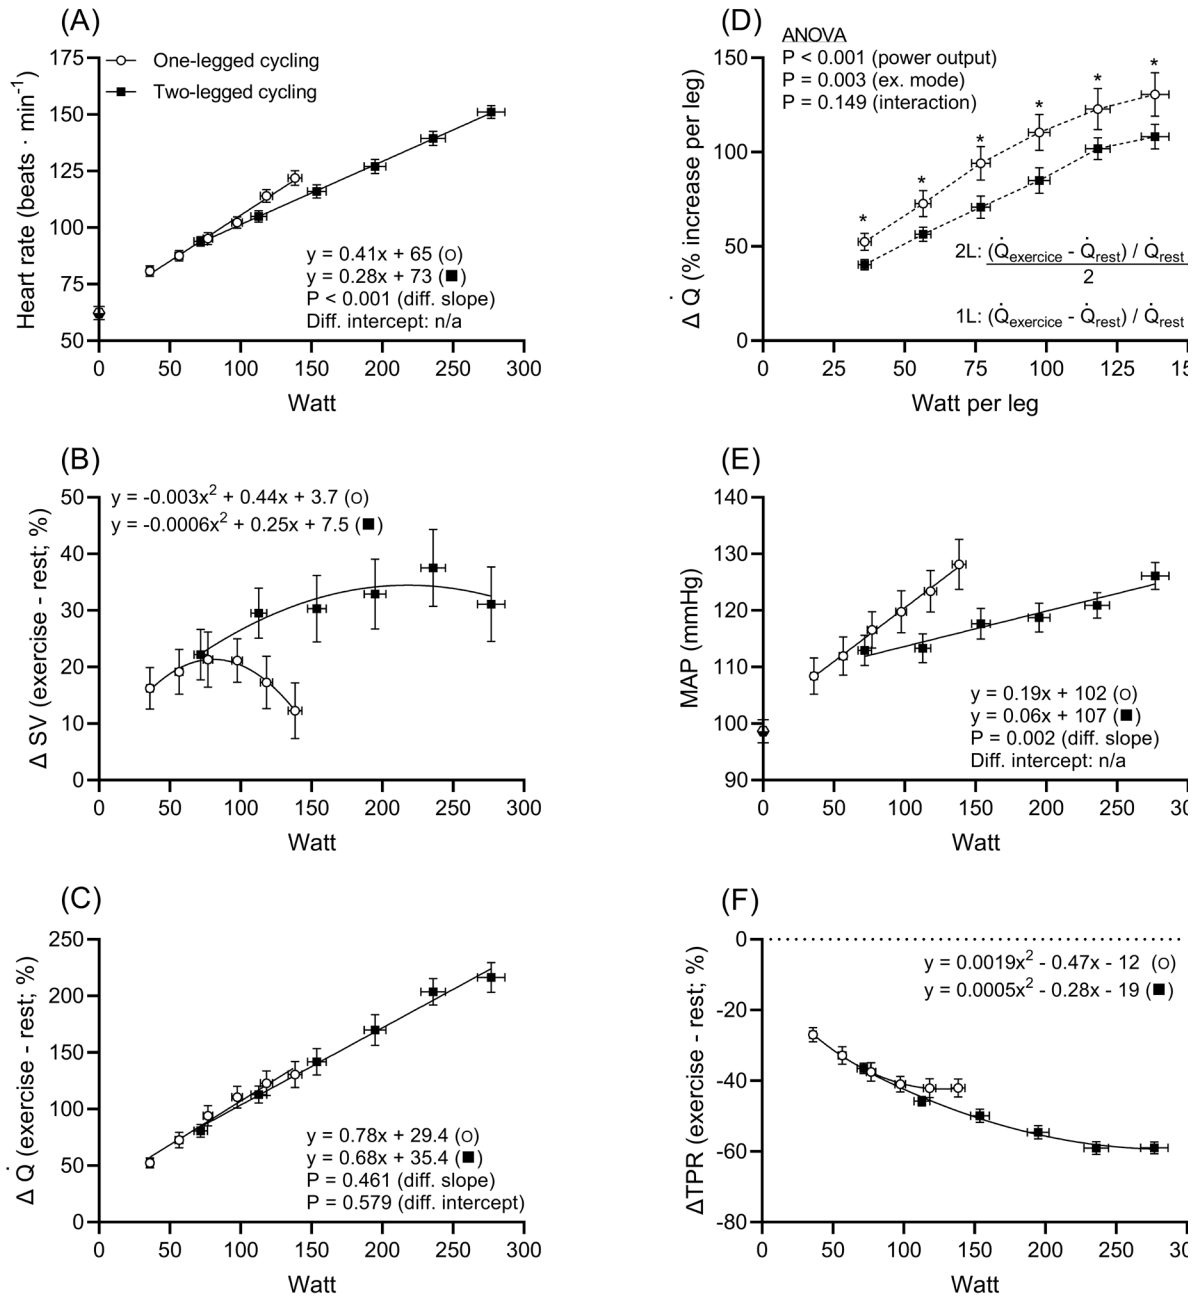 (A)
Heart rate (beats · min⁻¹)
175
150
125
100
75
50
One-legged cycling
Two-legged cycling
y = 0.41x + 65 (○)
y = 0.28x + 73 (■)
P < 0.001 (diff. slope)
Diff. intercept: n/a
0 50 100 150 200 250 300
Watt
(D)
Δ Q̇ (% increase per leg)
150
100
50
0
ANOVA
P < 0.001 (power output)
P = 0.003 (ex. mode)
P = 0.149 (interaction)
* * * * * *
2L: (Q̇exercice - Q̇rest) / Q̇rest
2
1L: (Q̇exercice - Q̇rest) / Q̇rest
0 25 50 75 100 125 15
Watt per leg
(B)
Δ SV (exercise - rest; %)
50
40
30
20
10
0
y = -0.003x² + 0.44x + 3.7 (○)
y = -0.0006x² + 0.25x + 7.5 (■)
0 50 100 150 200 250 300
Watt
(E)
MAP (mmHg)
140
130
120
110
100
90
y = 0.19x + 102 (○)
y = 0.06x + 107 (■)
P = 0.002 (diff. slope)
Diff. intercept: n/a
0 50 100 150 200 250 300
Watt
(C)
Δ Q̇ (exercise - rest; %)
250
200
150
100
50
0
y = 0.78x + 29.4 (○)
y = 0.68x + 35.4 (■)
P = 0.461 (diff. slope)
P = 0.579 (diff. intercept)
0 50 100 150 200 250 300
Watt
(F)
ΔTPR (exercise - rest; %)
0
-20
-40
-60
-80
y = 0.0019x² - 0.47x - 12 (○)
y = 0.0005x² - 0.28x - 19 (■)
0 50 100 150 200 250 300
Watt